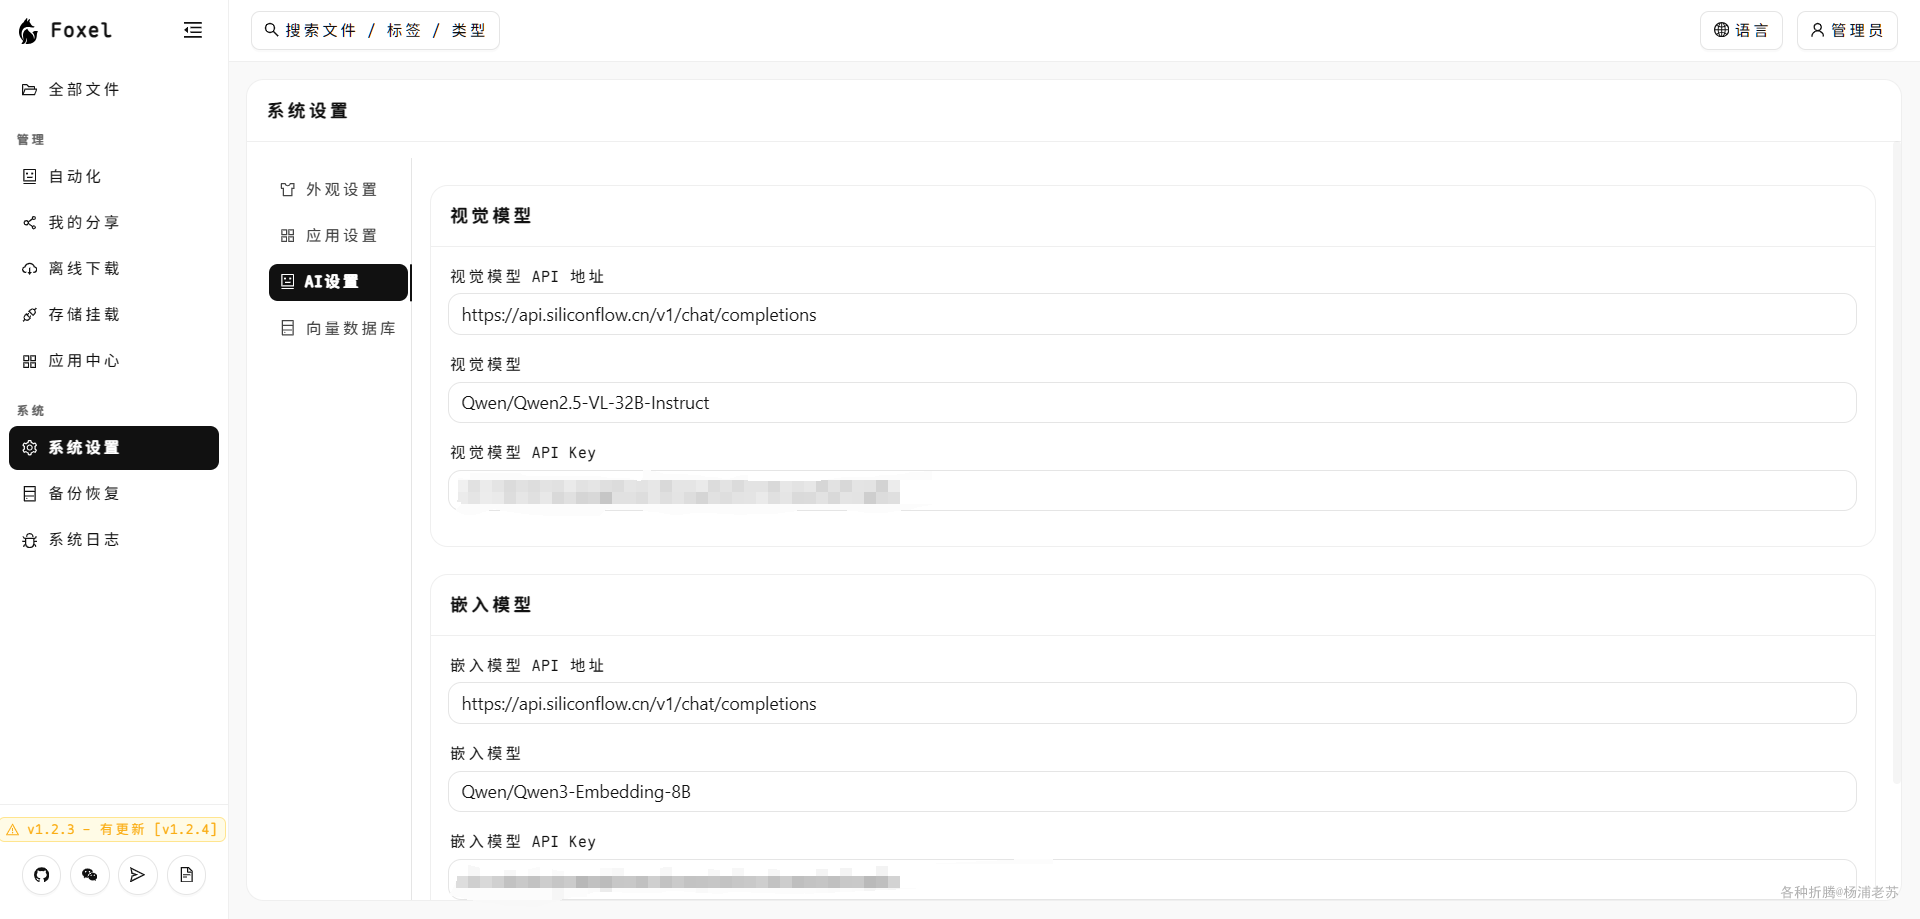 Foxel
搜索文件 / 标签 / 类型
语言
管理员
全部文件
管理
自动化
我的分享
离线下载
存储挂载
应用中心
系统
系统设置
备份恢复
系统日志
v1.2.3 - 有更新 [v1.2.4]
系统设置
外观设置
应用设置
AI设置
向量数据库
视觉模型
视觉模型 API 地址
https://api.siliconflow.cn/v1/chat/completions
视觉模型
Qwen/Qwen2.5-VL-32B-Instruct
视觉模型 API Key
嵌入模型
嵌入模型 API 地址
https://api.siliconflow.cn/v1/chat/completions
嵌入模型
Qwen/Qwen3-Embedding-8B
嵌入模型 API Key
各种折腾@杨浦老苏